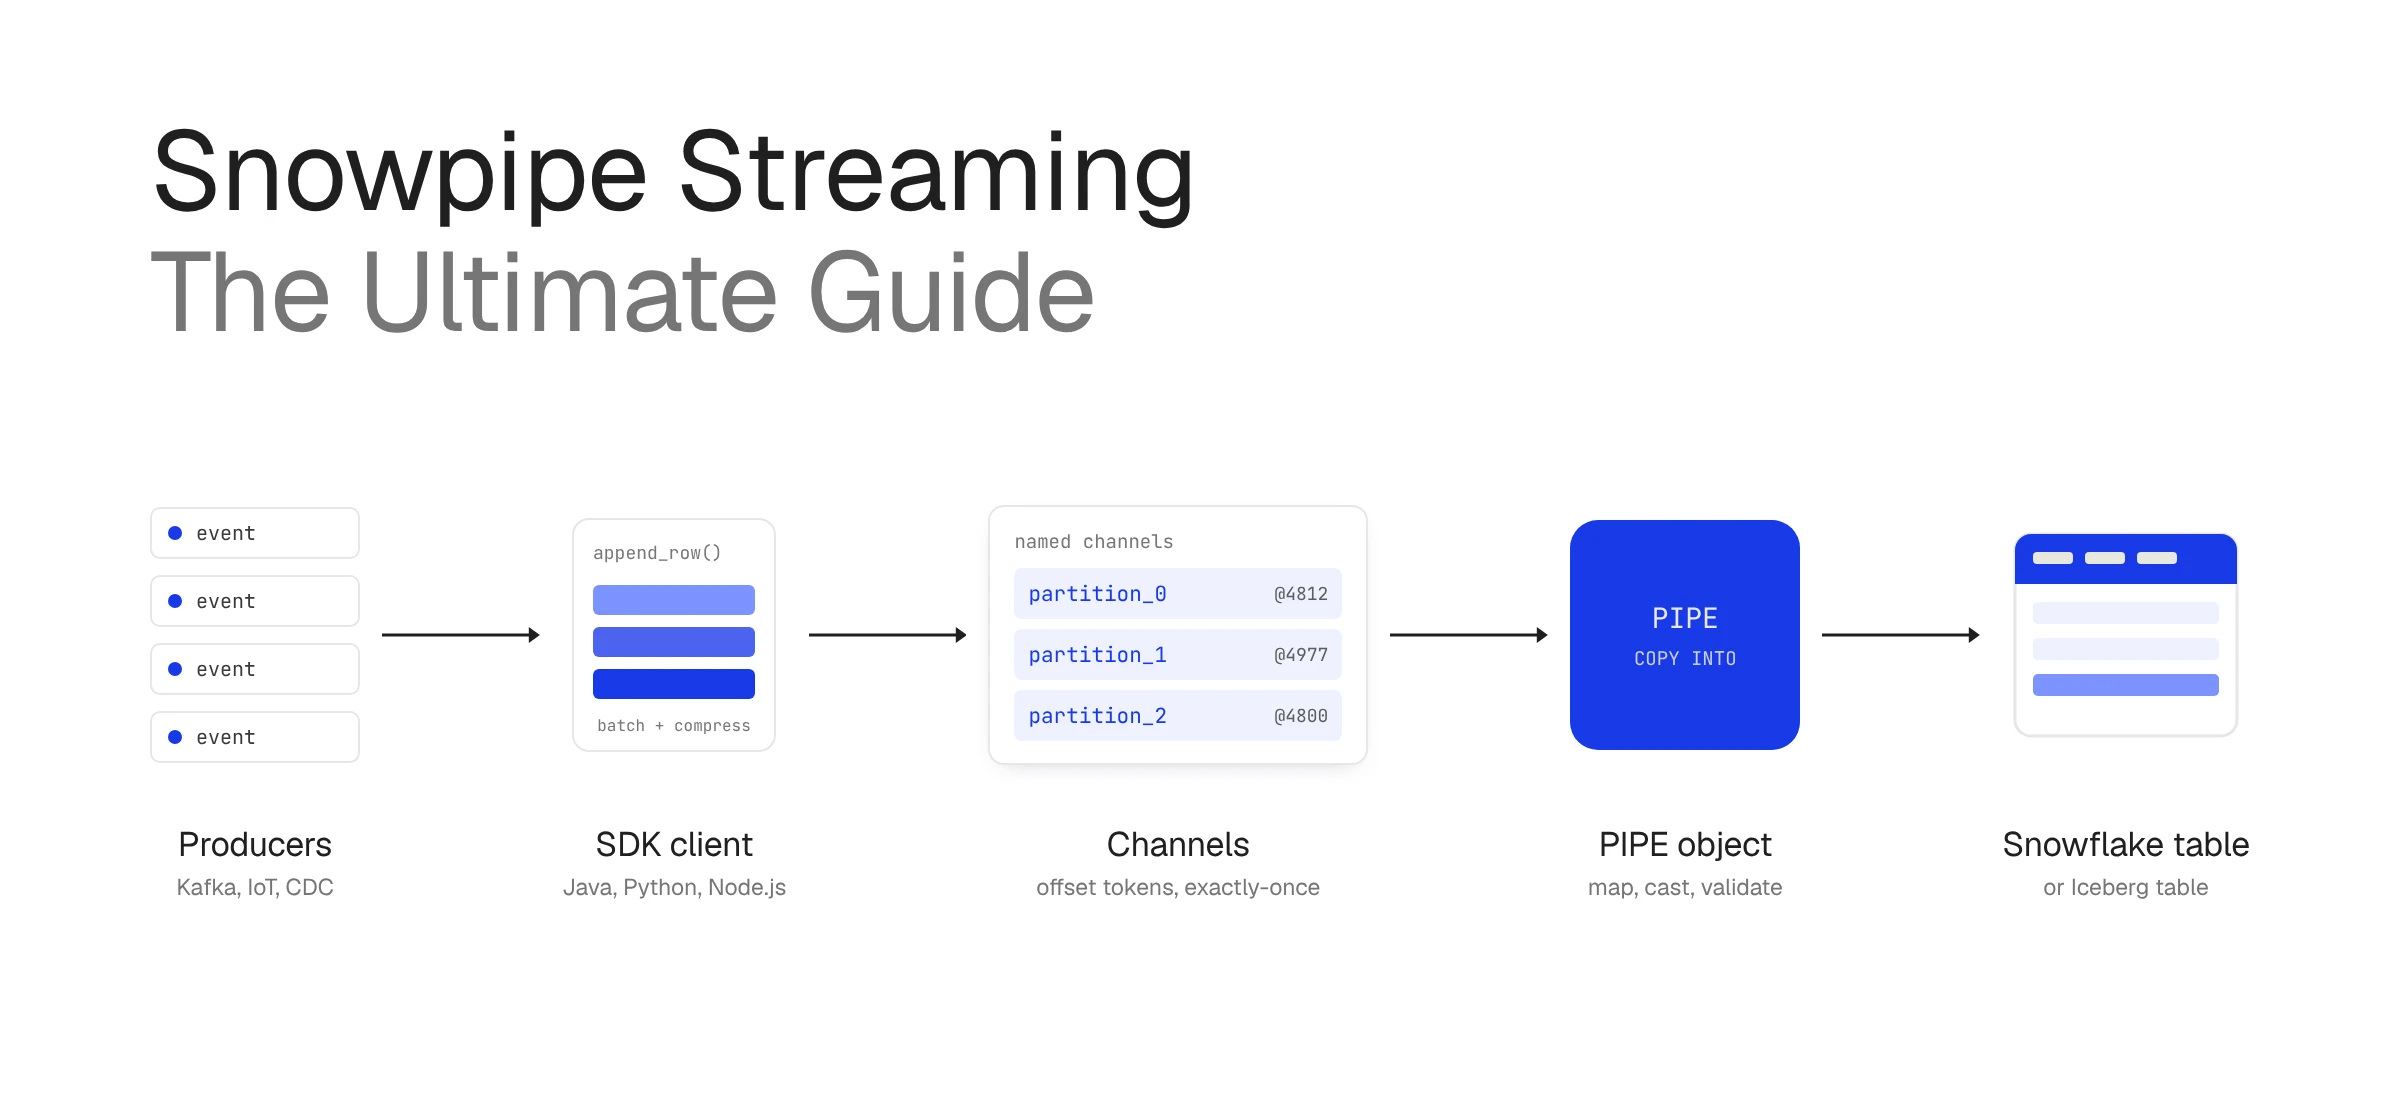 Snowpipe Streaming
The Ultimate Guide
event
event
event
event
Producers
Kafka, IoT, CDC
append_row()
batch + compress
SDK client
Java, Python, Node.js
named channels
partition_0 @4812
partition_1 @4977
partition_2 @4800
Channels
offset tokens, exactly-once
PIPE
COPY INTO
PIPE object
map, cast, validate
Snowflake table
or Iceberg table